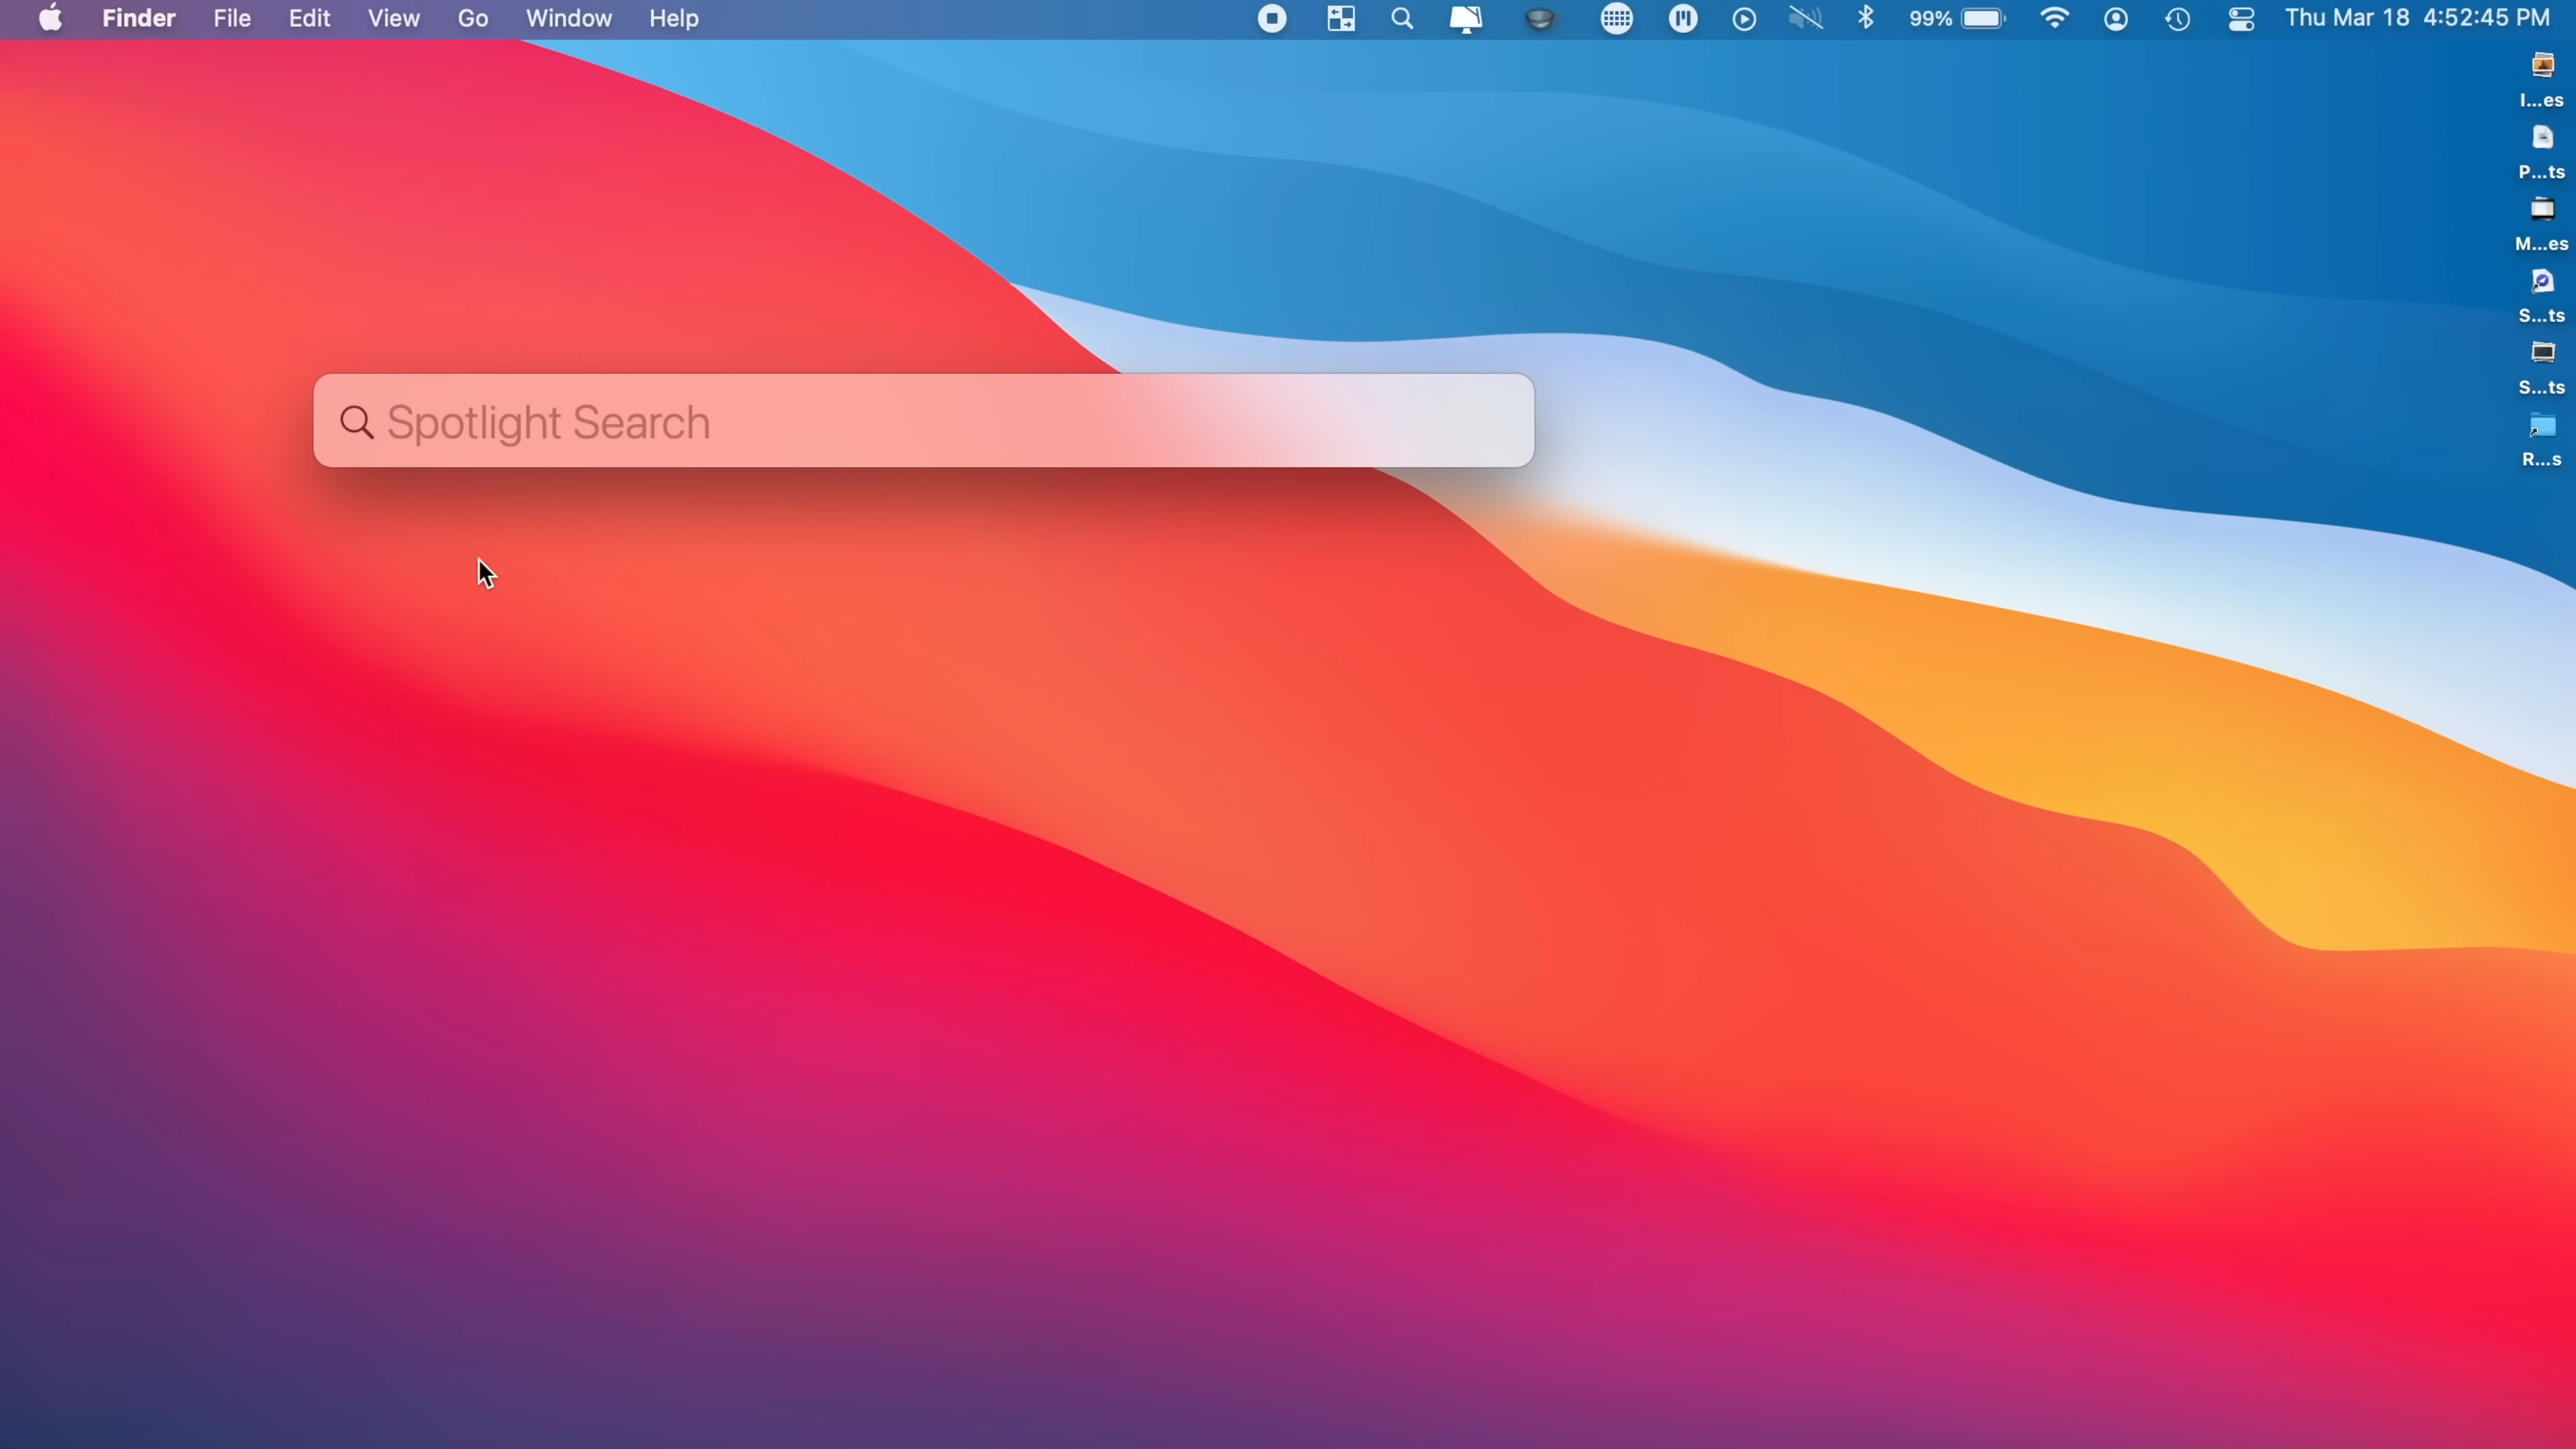 Finder File Edit View Go Window Help 99% Thu Mar 18 4:52:45 PM
I...es
P...ts
M...es
S...ts
S...ts
R...s
Spotlight Search